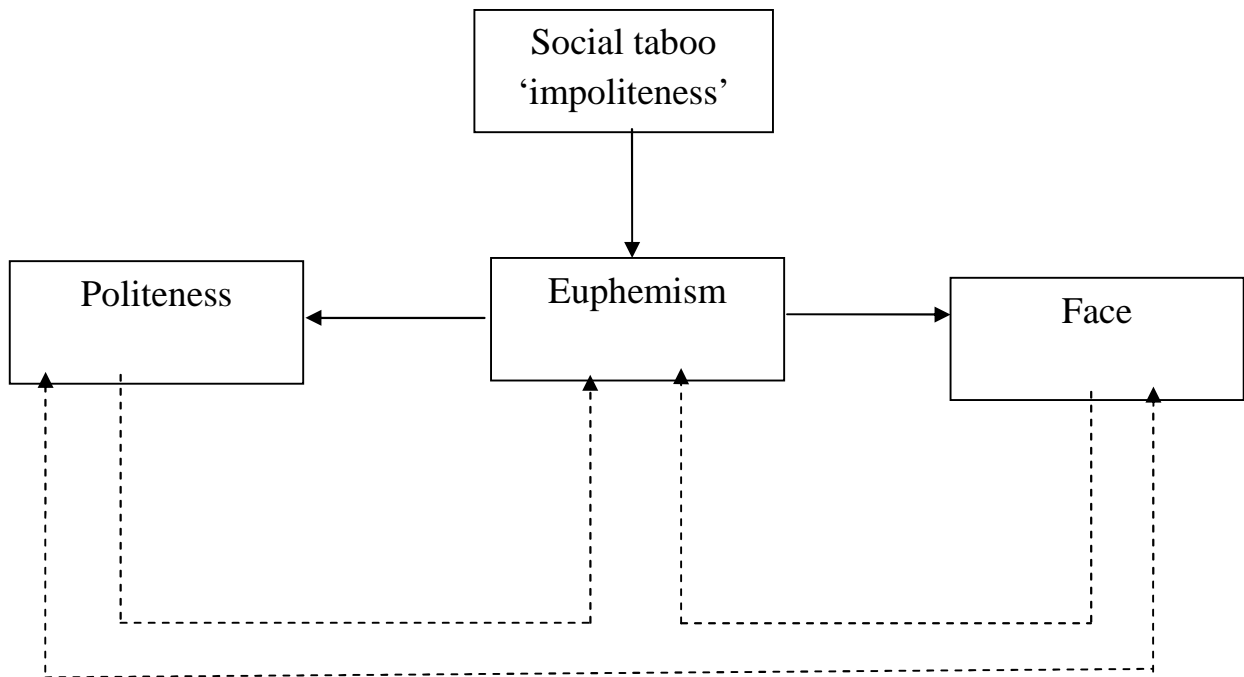 Social taboo
‘impoliteness’
Politeness
Euphemism
Face